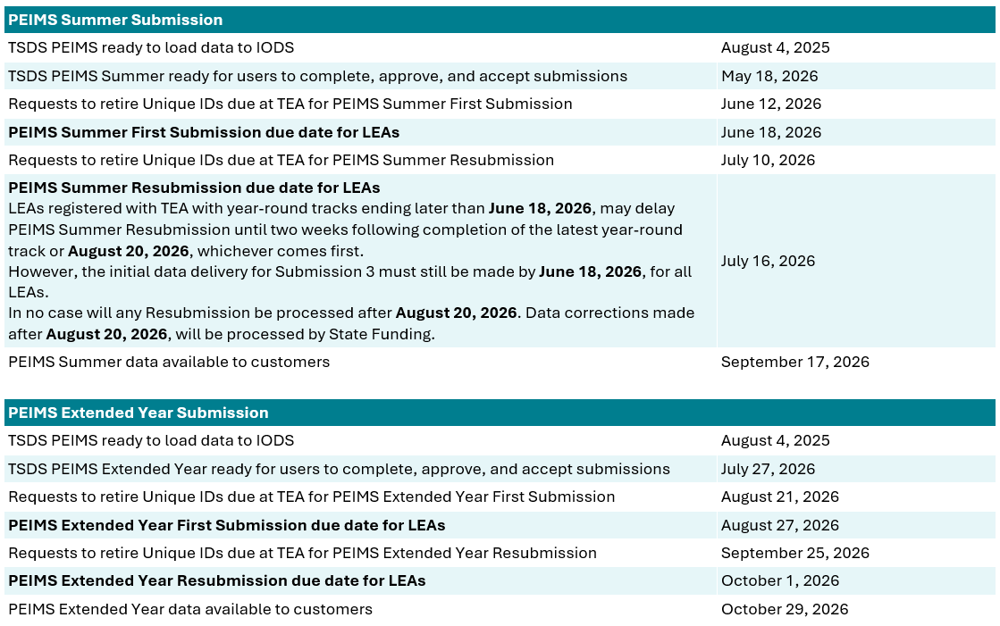 PEIMS Summer Submission
TSDS PEIMS ready to load data to IODS August 4, 2025
TSDS PEIMS Summer ready for users to complete, approve, and accept submissions May 18, 2026
Requests to retire Unique IDs due at TEA for PEIMS Summer First Submission June 12, 2026
PEIMS Summer First Submission due date for LEAs June 18, 2026
Requests to retire Unique IDs due at TEA for PEIMS Summer Resubmission July 10, 2026
PEIMS Summer Resubmission due date for LEAs
LEAs registered with TEA with year-round tracks ending later than June 18, 2026, may delay
PEIMS Summer Resubmission until two weeks following completion of the latest year-round
track or August 20, 2026, whichever comes first.
However, the initial data delivery for Submission 3 must still be made by June 18, 2026, for all
LEAs.
In no case will any Resubmission be processed after August 20, 2026. Data corrections made
after August 20, 2026, will be processed by State Funding.
July 16, 2026
PEIMS Summer data available to customers September 17, 2026
PEIMS Extended Year Submission
TSDS PEIMS ready to load data to IODS August 4, 2025
TSDS PEIMS Extended Year ready for users to complete, approve, and accept submissions July 27, 2026
Requests to retire Unique IDs due at TEA for PEIMS Extended Year First Submission August 21, 2026
PEIMS Extended Year First Submission due date for LEAs August 27, 2026
Requests to retire Unique IDs due at TEA for PEIMS Extended Year Resubmission September 25, 2026
PEIMS Extended Year Resubmission due date for LEAs October 1, 2026
PEIMS Extended Year data available to customers October 29, 2026